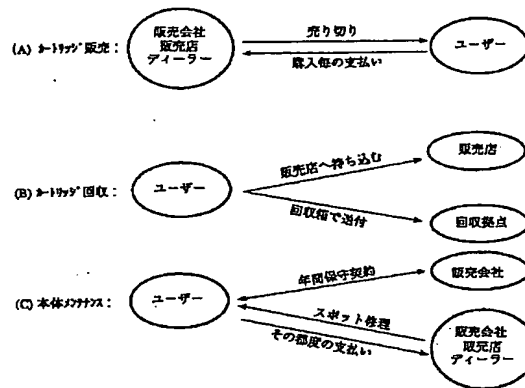 (A) ｶｰﾄﾘｯｼﾞ販売：
販売会社
販売店
ディーラー
売り切り
購入毎の支払い
ユーザー
(B) ｶｰﾄﾘｯｼﾞ回収：
ユーザー
販売店へ持ち込む
回収箱で送付
販売店
回収拠点
(C) 本体ﾒﾝﾃﾅﾝｽ：
ユーザー
年間保守契約
スポット修理
その都度の支払い
販売会社
販売会社
販売店
ディーラー